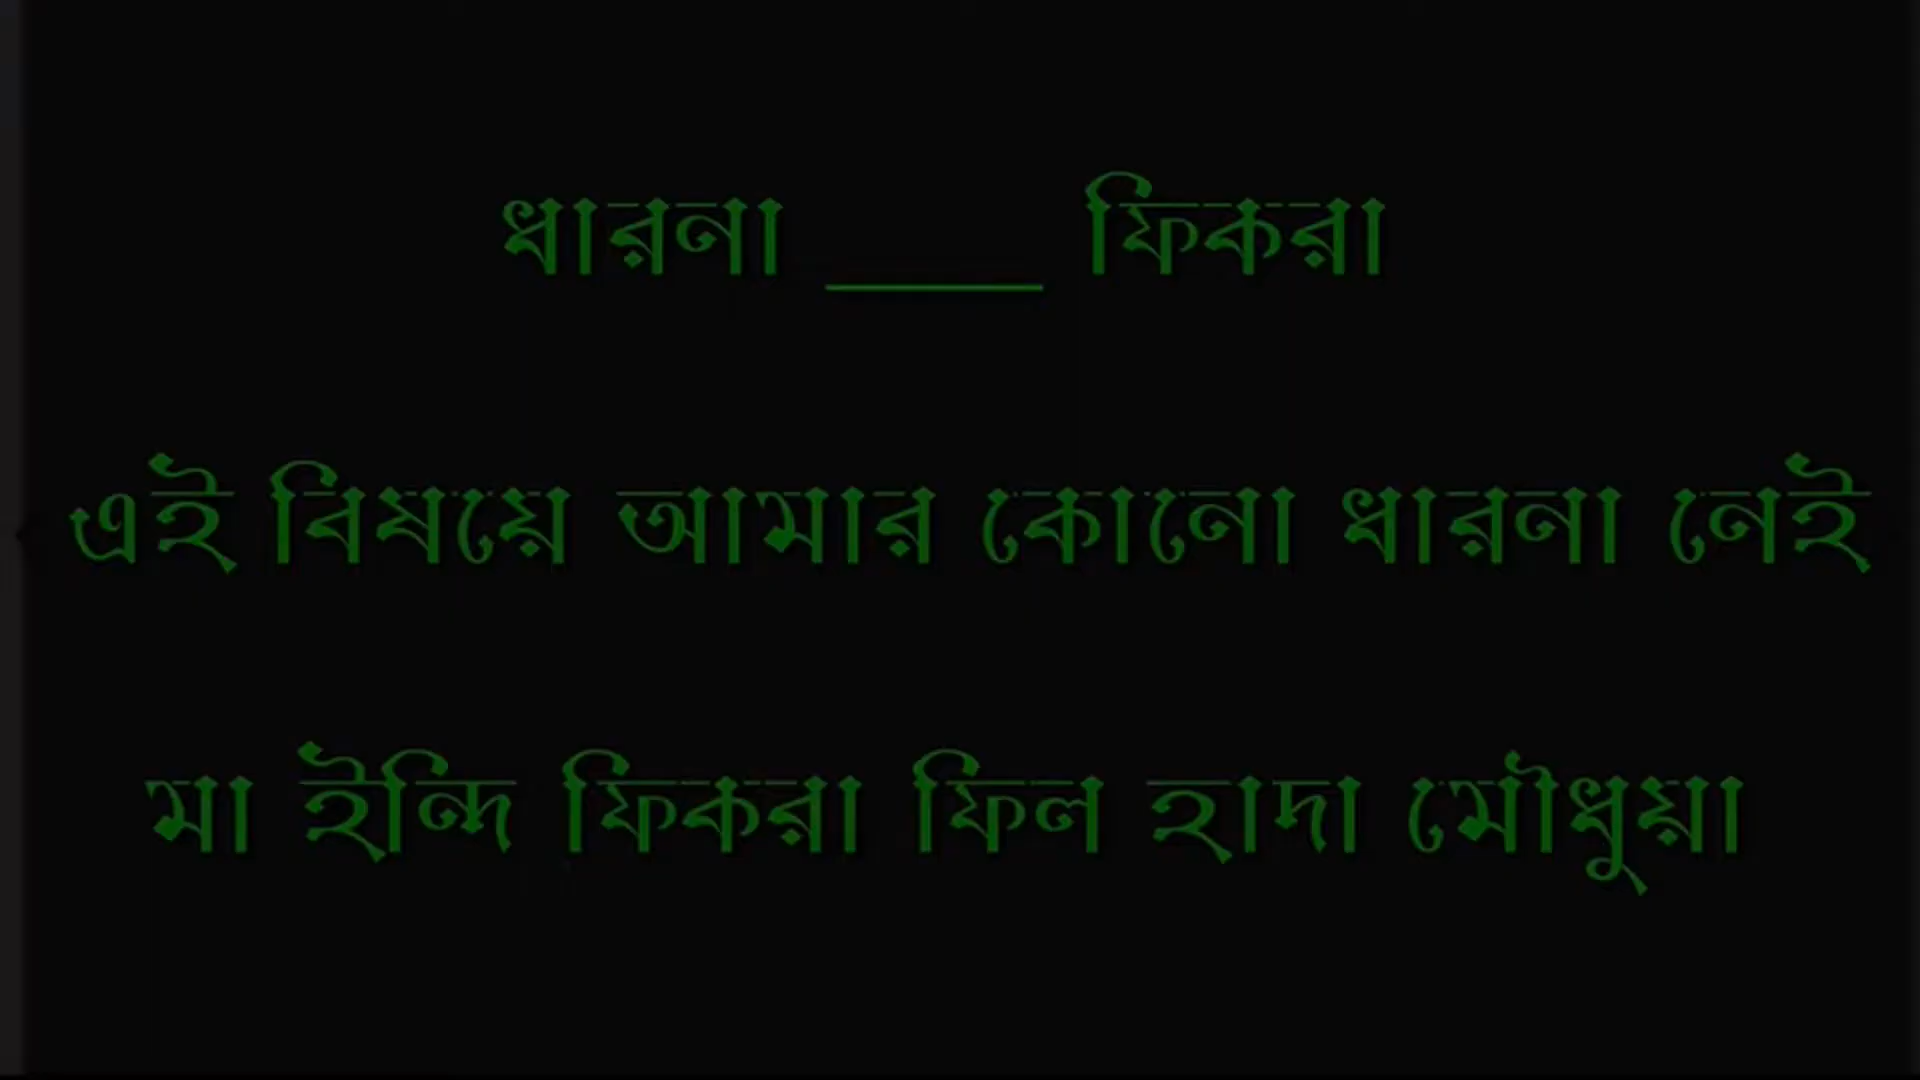 ধারনা ____ ফিকরা
এই বিষয়ে আমার কোনো ধারনা নেই
মা ইন্দি ফিকরা ফিল হাদা মৌধুয়া